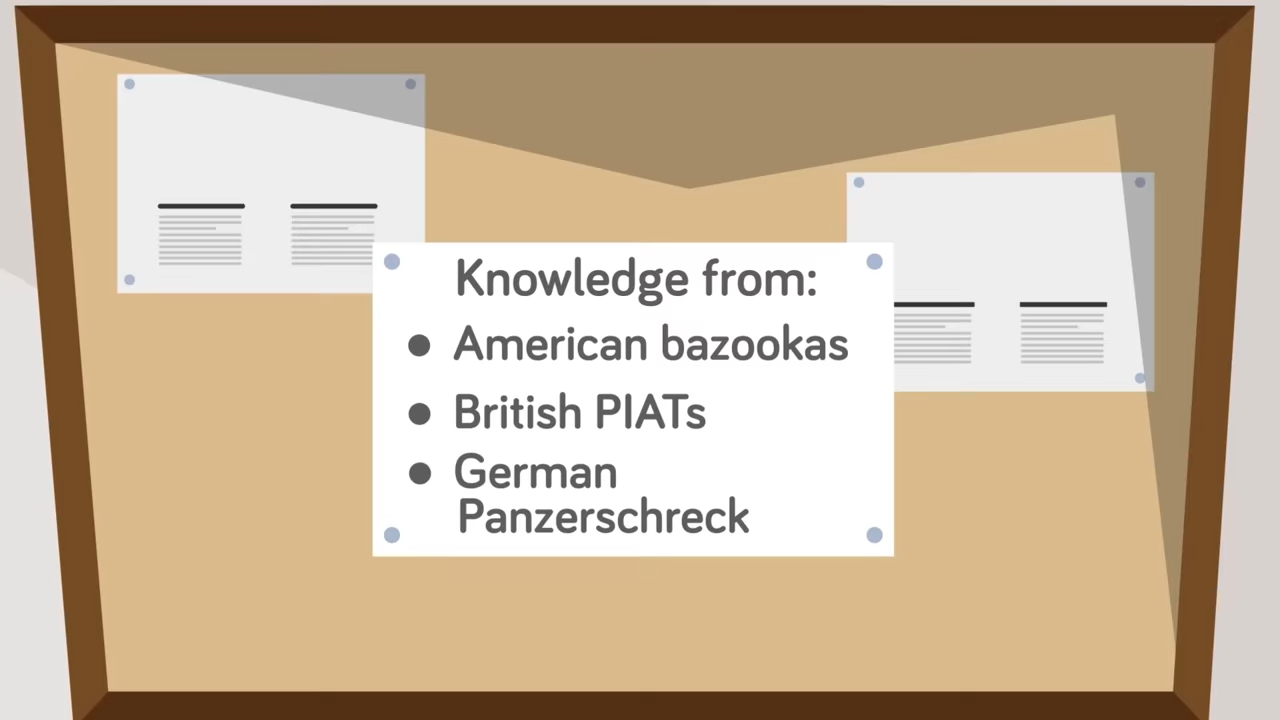 Knowledge from:
● American bazookas
● British PIATs
● German
Panzerschreck